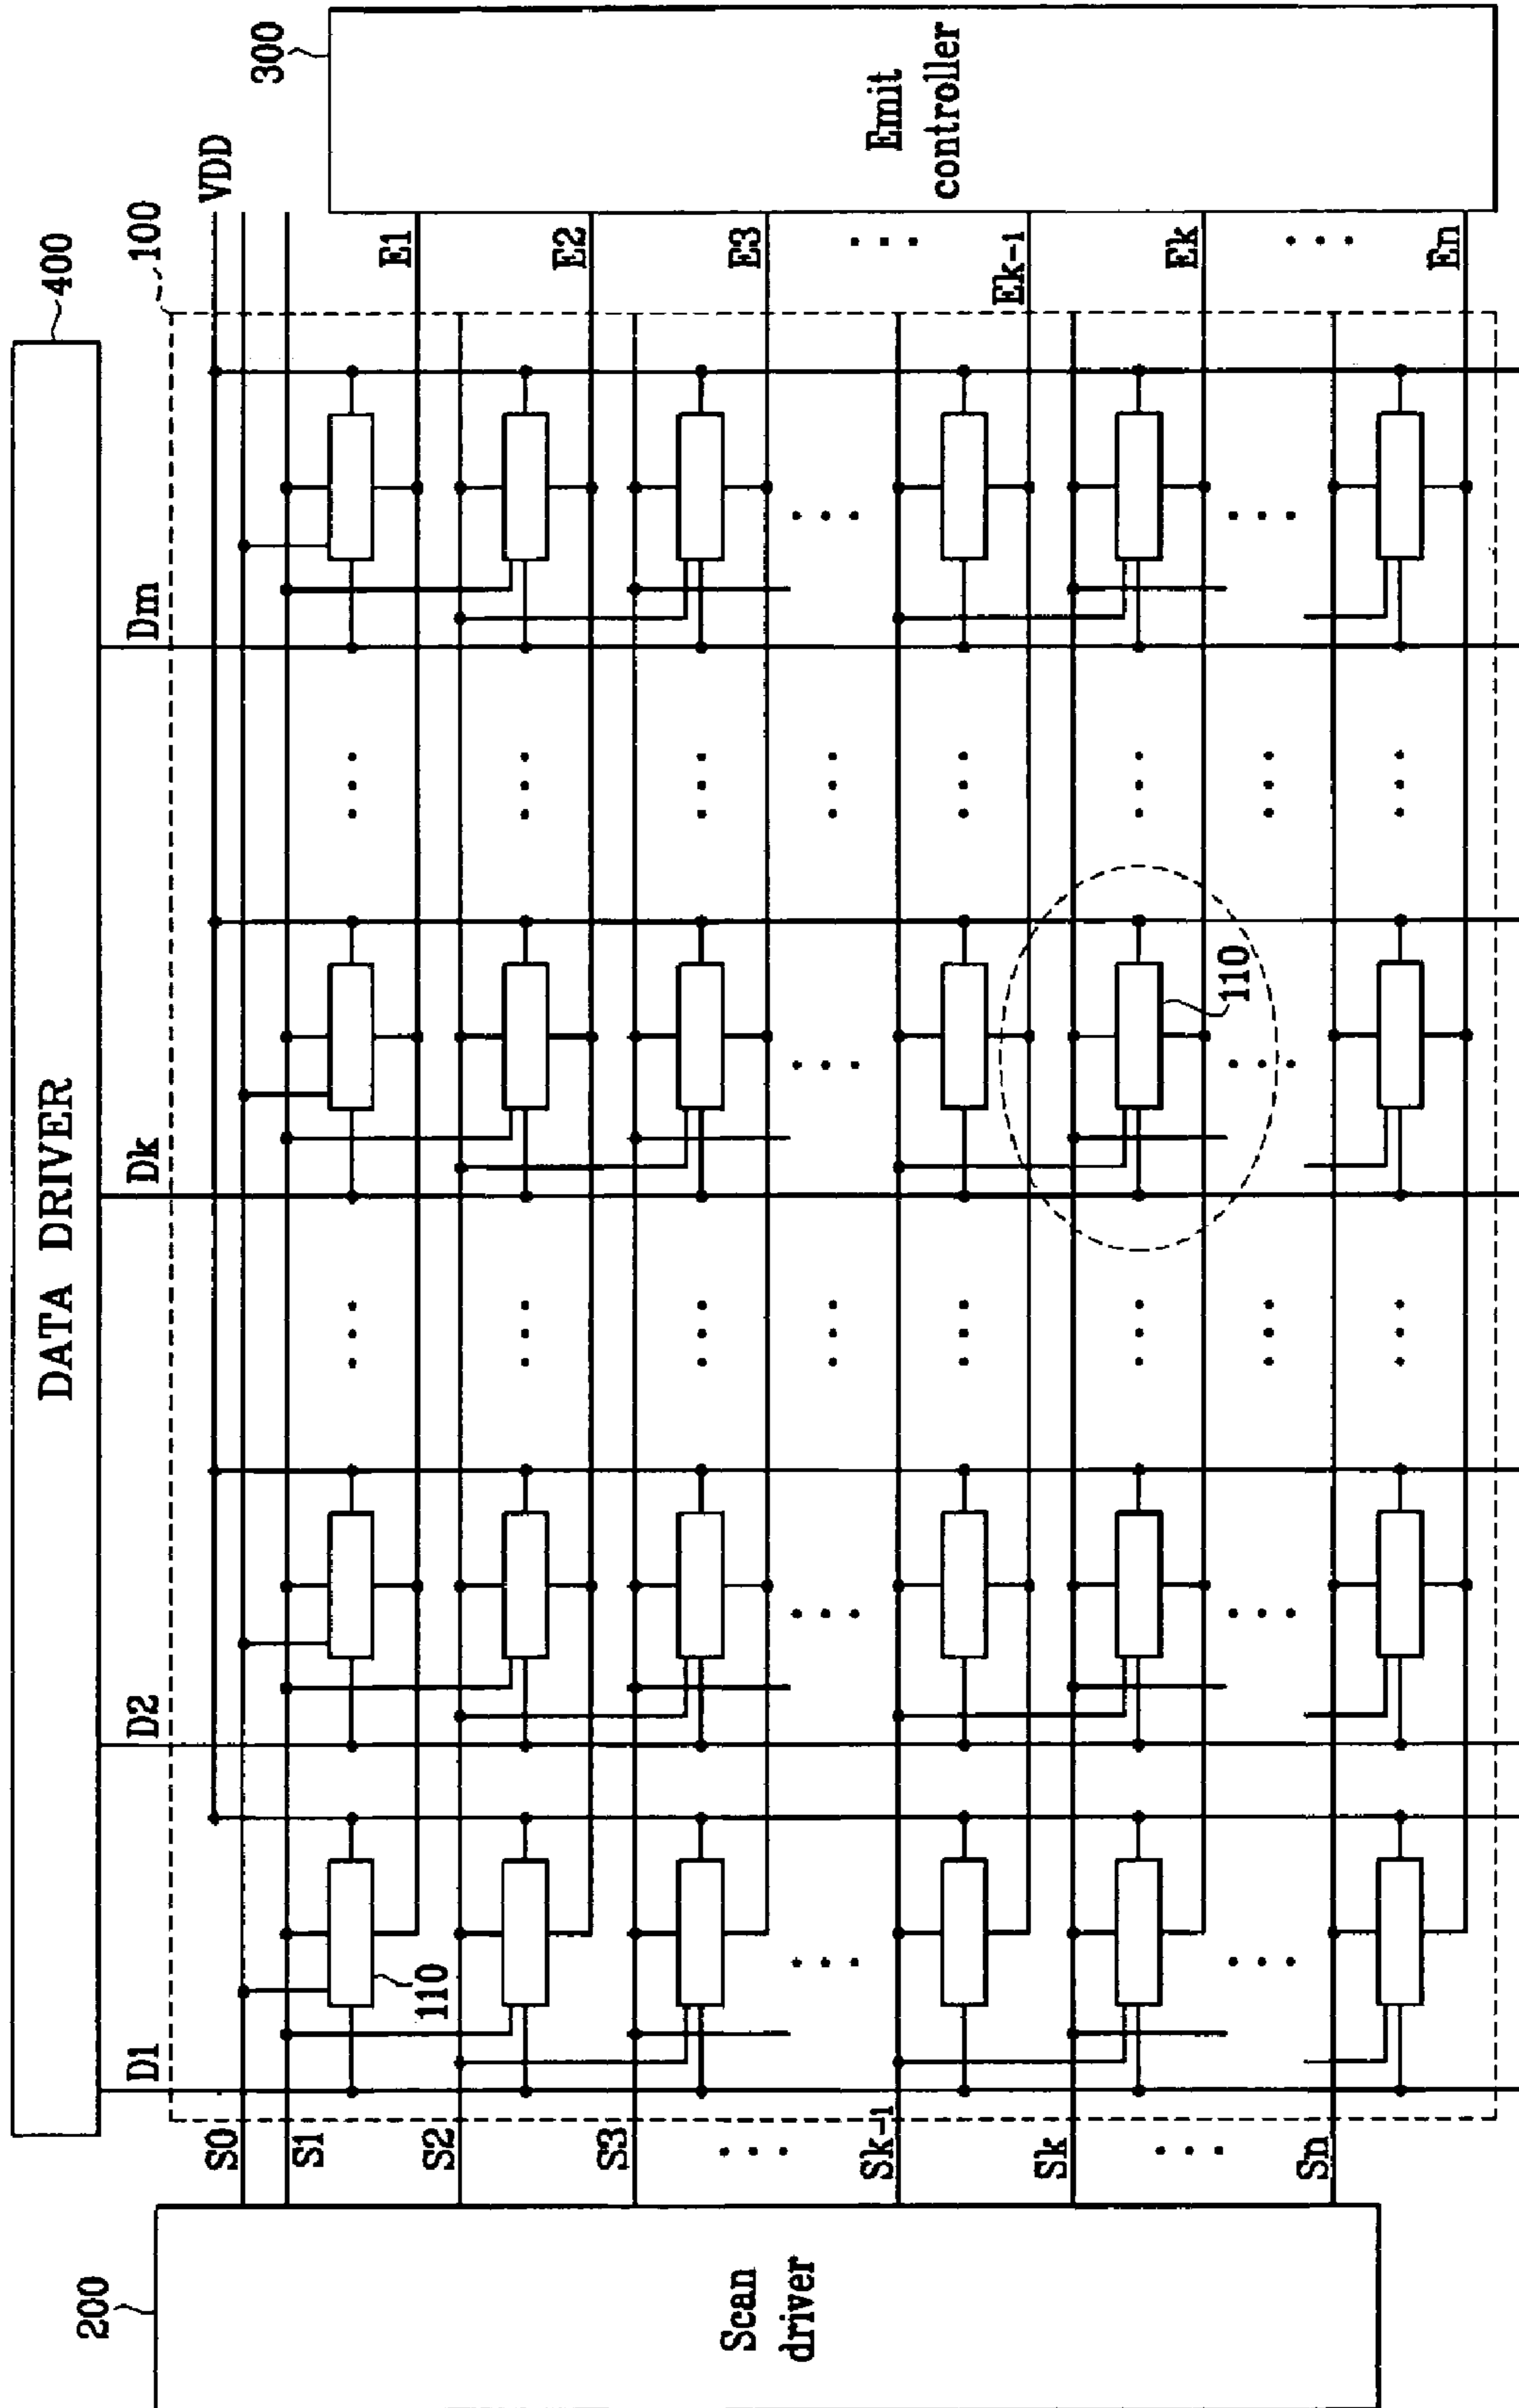 400
DATA DRIVER
100
300
D1
D2
Dk
Dm
VDD
200
S0
S1
S2
S3
Sk-1
Sk
Sn
Scan
driver
110
110
E1
E2
E3
Ek-1
Ek
En
Emit
controller